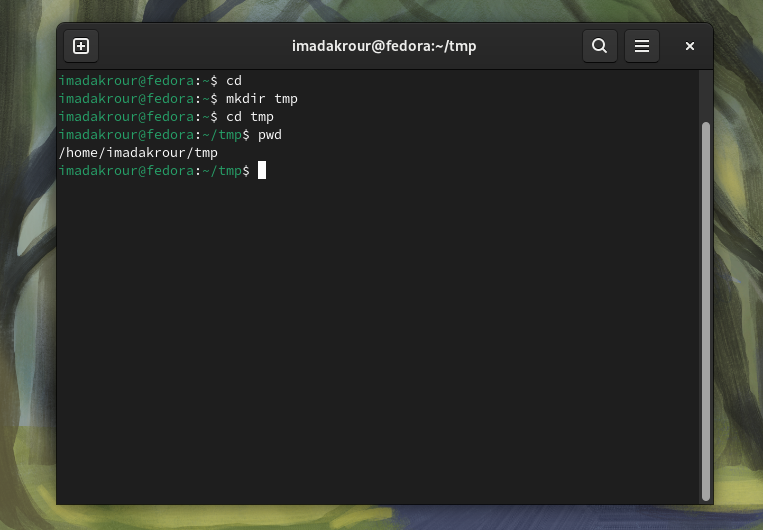 imadakrour@fedora:~/tmp
imadakrour@fedora:~$ cd
imadakrour@fedora:~$ mkdir tmp
imadakrour@fedora:~$ cd tmp
imadakrour@fedora:~/tmp$ pwd
/home/imadakrour/tmp
imadakrour@fedora:~/tmp$